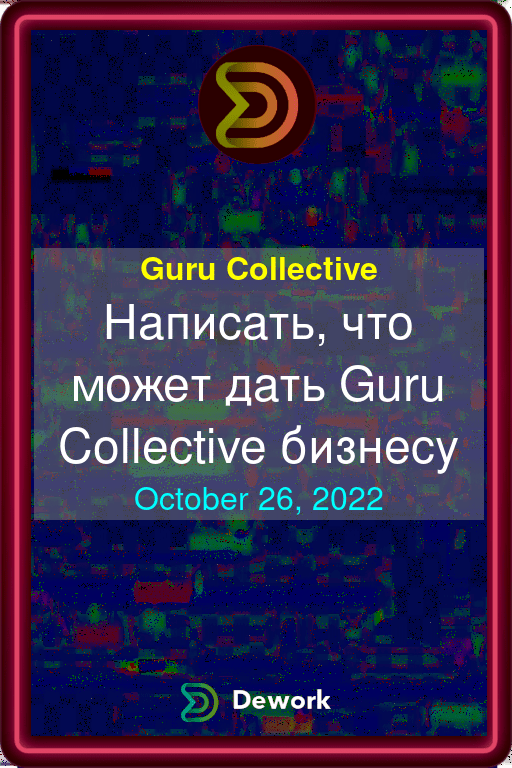 Guru Collective
Написать, что
может дать Guru
Collective бизнесу
October 26, 2022
Dework